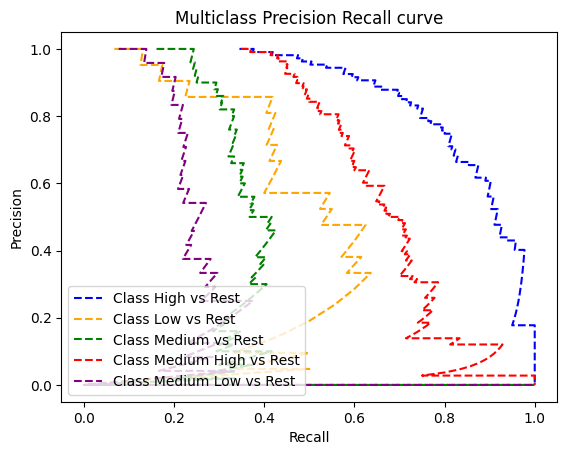 Multiclass Precision Recall curve
Precision
1.0
0.8
0.6
0.4
0.2
0.0
Class High vs Rest
Class Low vs Rest
Class Medium vs Rest
Class Medium High vs Rest
Class Medium Low vs Rest
0.0 0.2 0.4 0.6 0.8 1.0
Recall